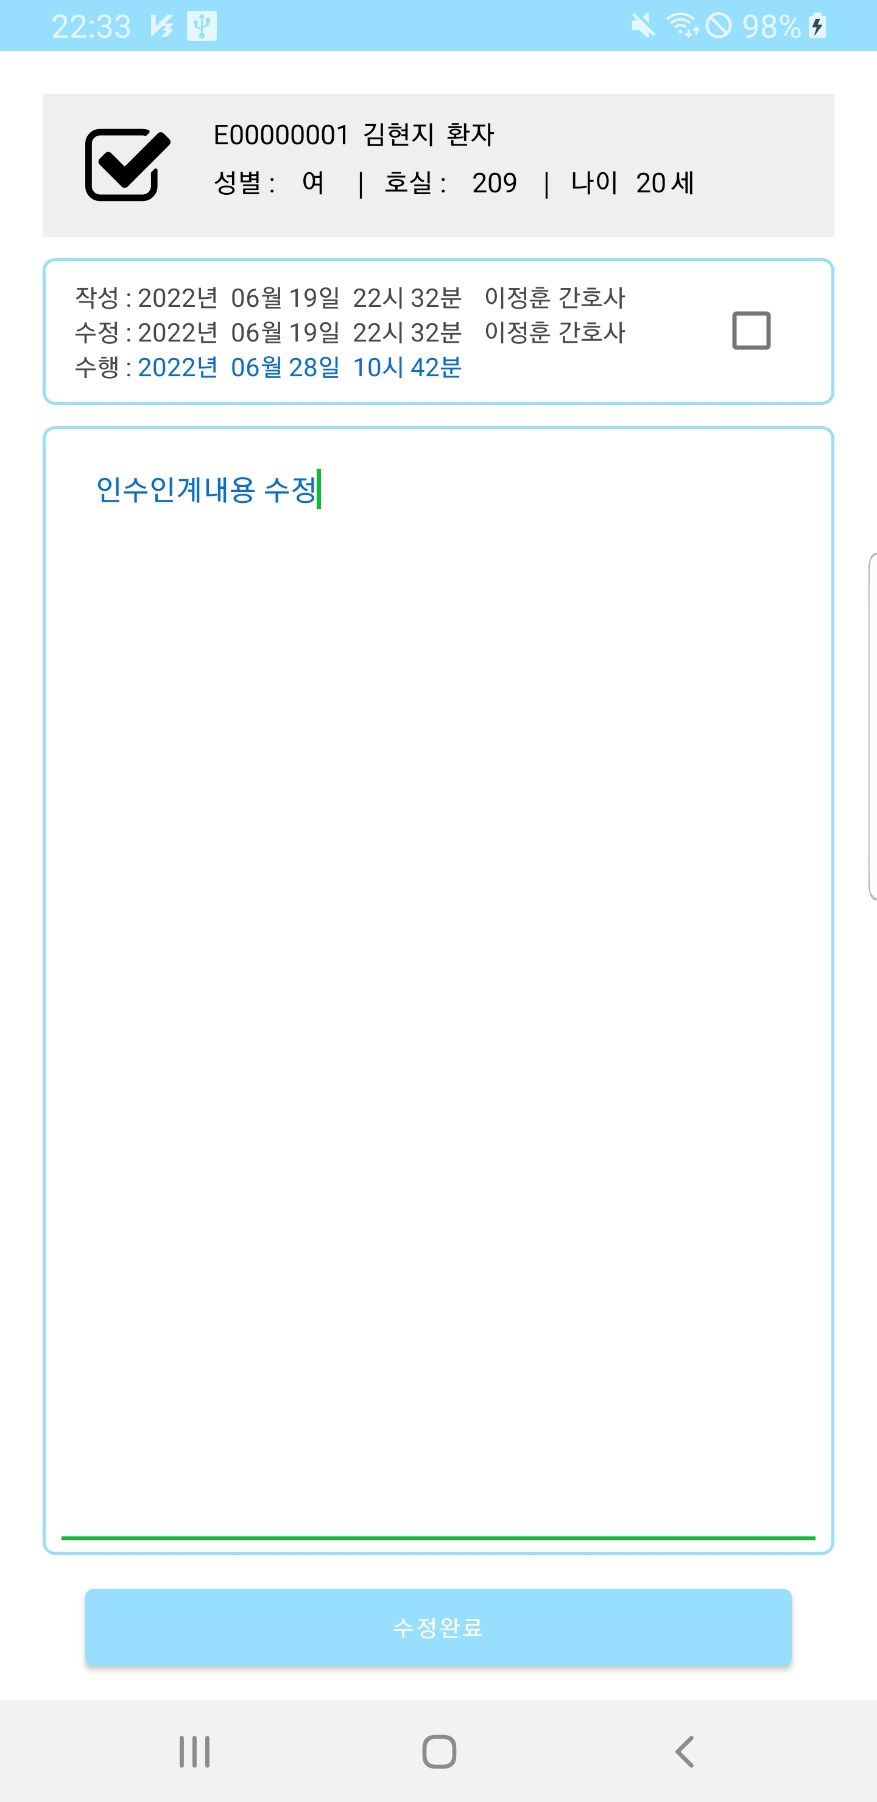 22:33 98%
E00000001 김현지 환자
성별 : 여 | 호실 : 209 | 나이 20 세
작성 : 2022년 06월 19일 22시 32분 이정훈 간호사
수정 : 2022년 06월 19일 22시 32분 이정훈 간호사
수행 : 2022년 06월 28일 10시 42분
인수인계내용 수정
수정완료